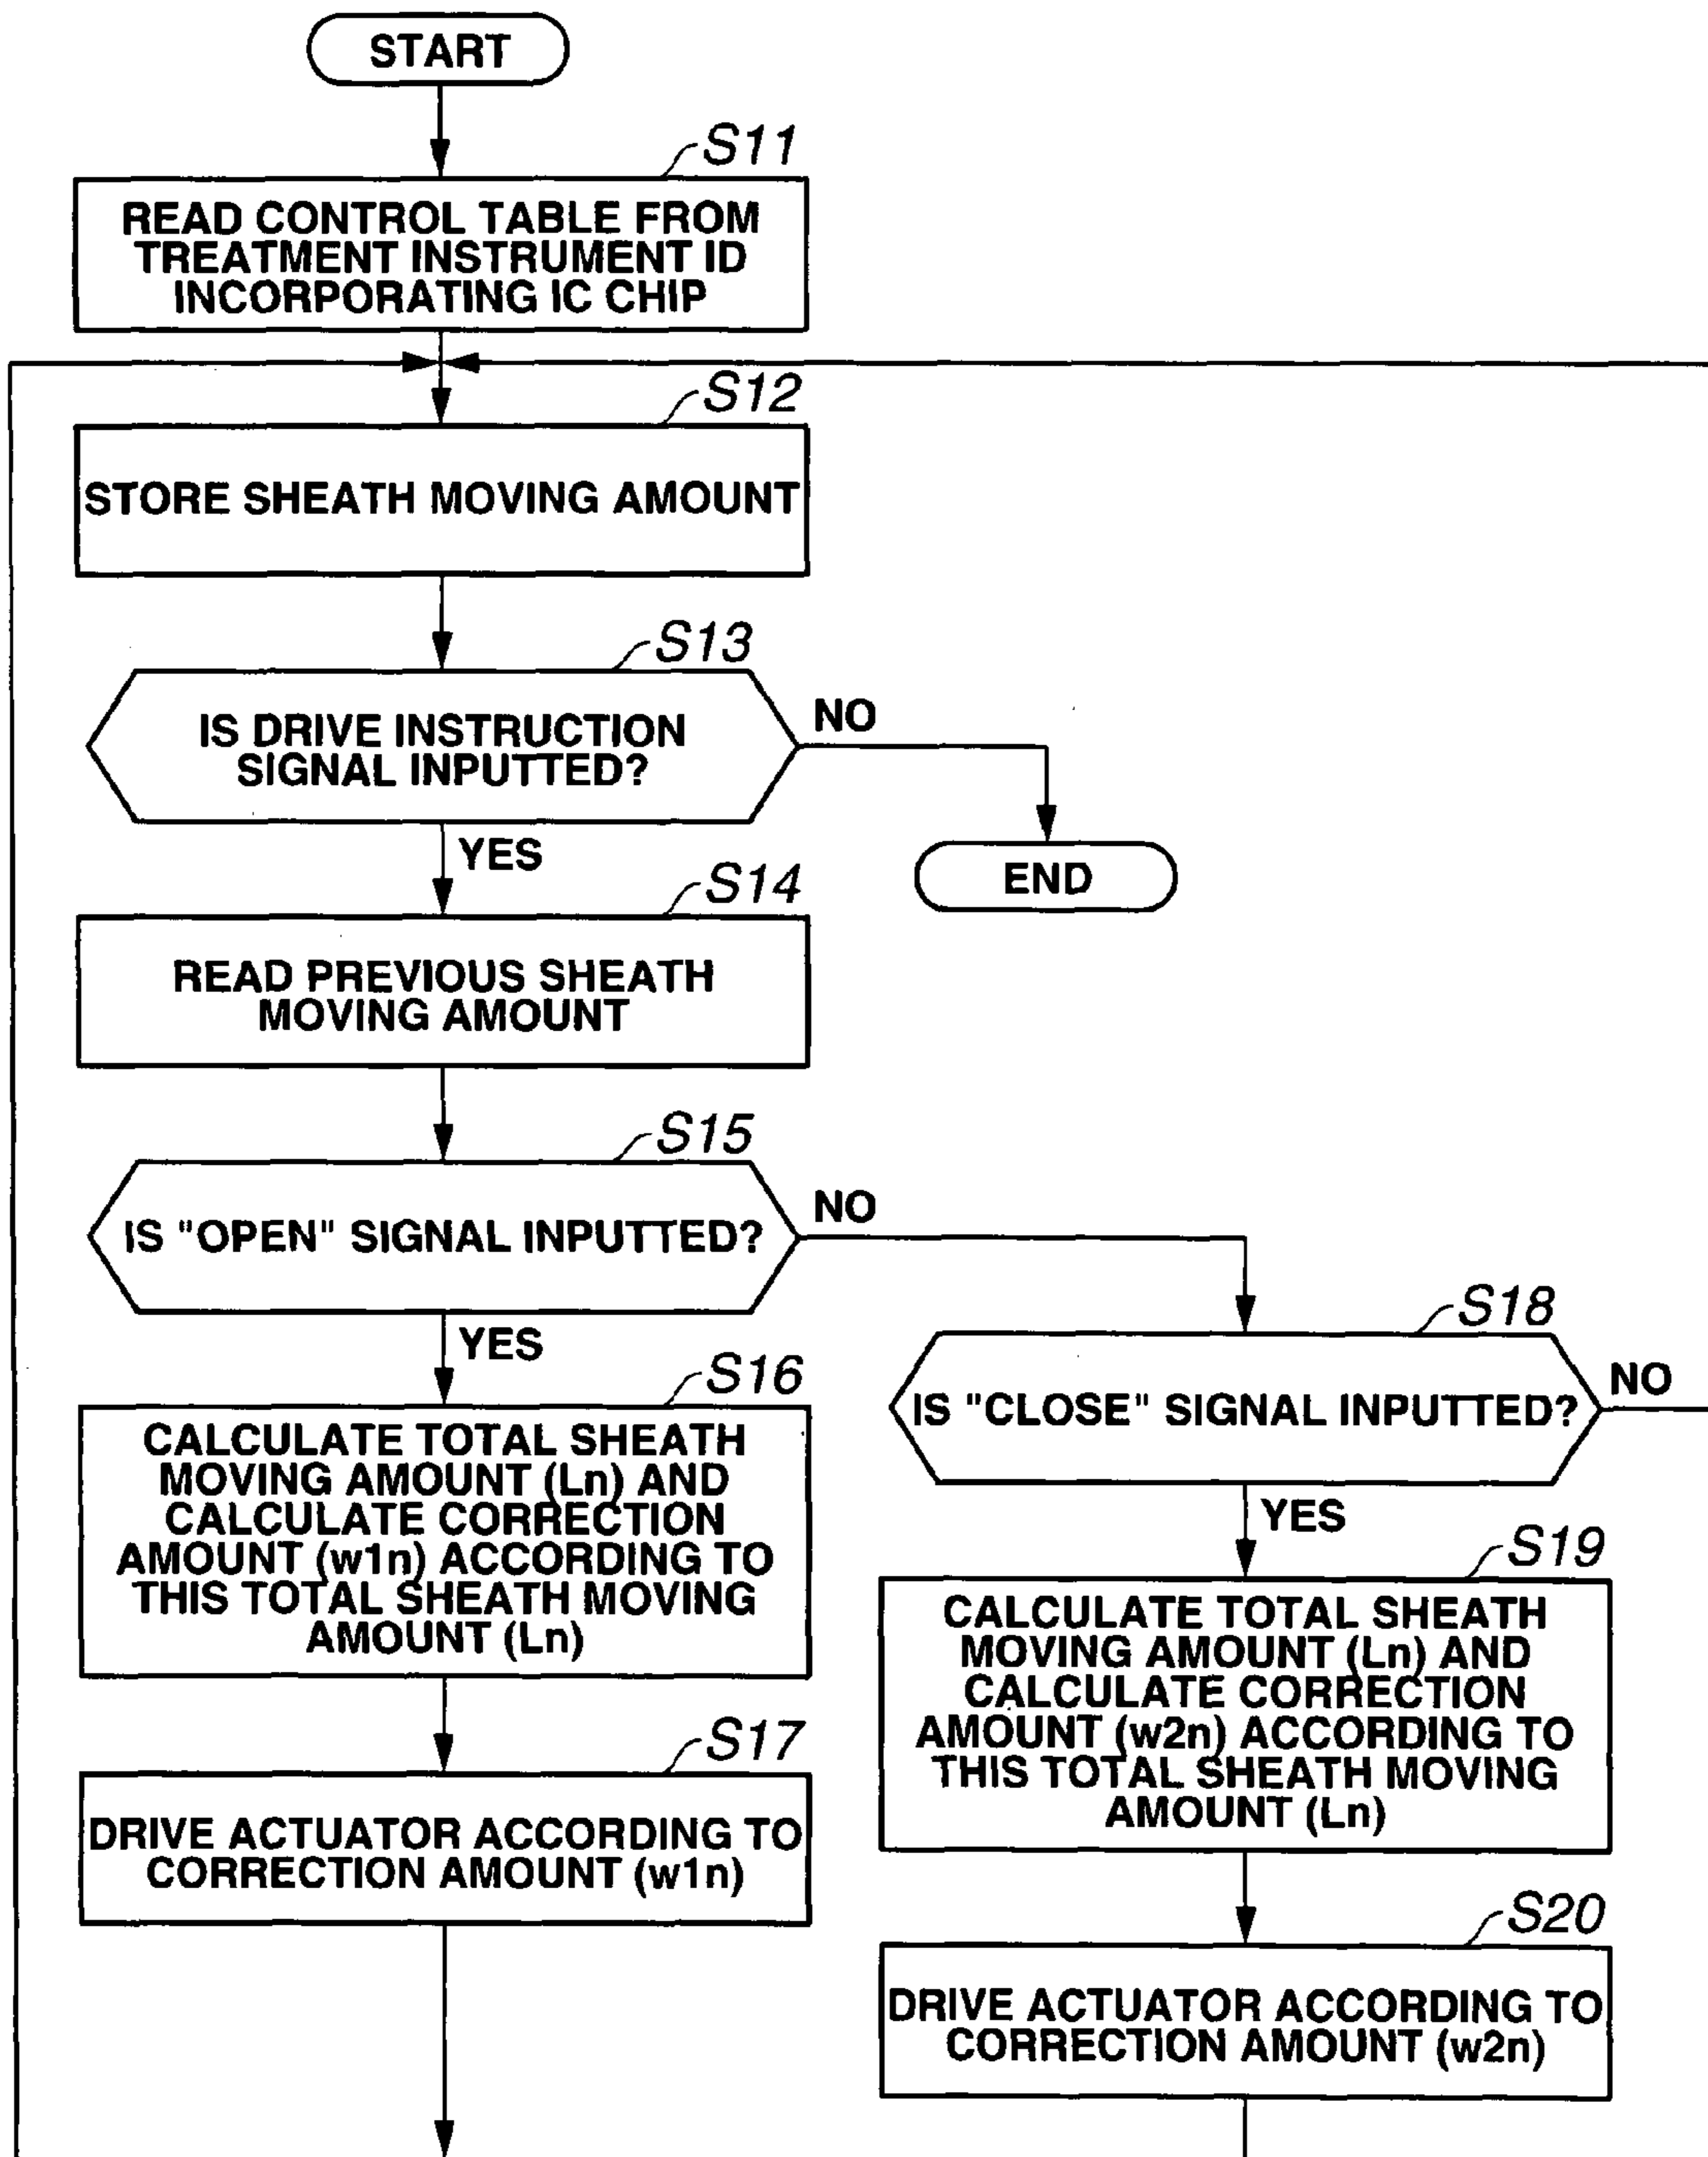 START
S11
READ CONTROL TABLE FROM
TREATMENT INSTRUMENT ID
INCORPORATING IC CHIP
S12
STORE SHEATH MOVING AMOUNT
S13
IS DRIVE INSTRUCTION
SIGNAL INPUTTED?
NO
YES
END
S14
READ PREVIOUS SHEATH
MOVING AMOUNT
S15
IS "OPEN" SIGNAL INPUTTED?
NO
YES
S16
CALCULATE TOTAL SHEATH
MOVING AMOUNT (Ln) AND
CALCULATE CORRECTION
AMOUNT (w1n) ACCORDING TO
THIS TOTAL SHEATH MOVING
AMOUNT (Ln)
S17
DRIVE ACTUATOR ACCORDING TO
CORRECTION AMOUNT (w1n)
S18
IS "CLOSE" SIGNAL INPUTTED?
NO
YES
S19
CALCULATE TOTAL SHEATH
MOVING AMOUNT (Ln) AND
CALCULATE CORRECTION
AMOUNT (w2n) ACCORDING TO
THIS TOTAL SHEATH MOVING
AMOUNT (Ln)
S20
DRIVE ACTUATOR ACCORDING TO
CORRECTION AMOUNT (w2n)